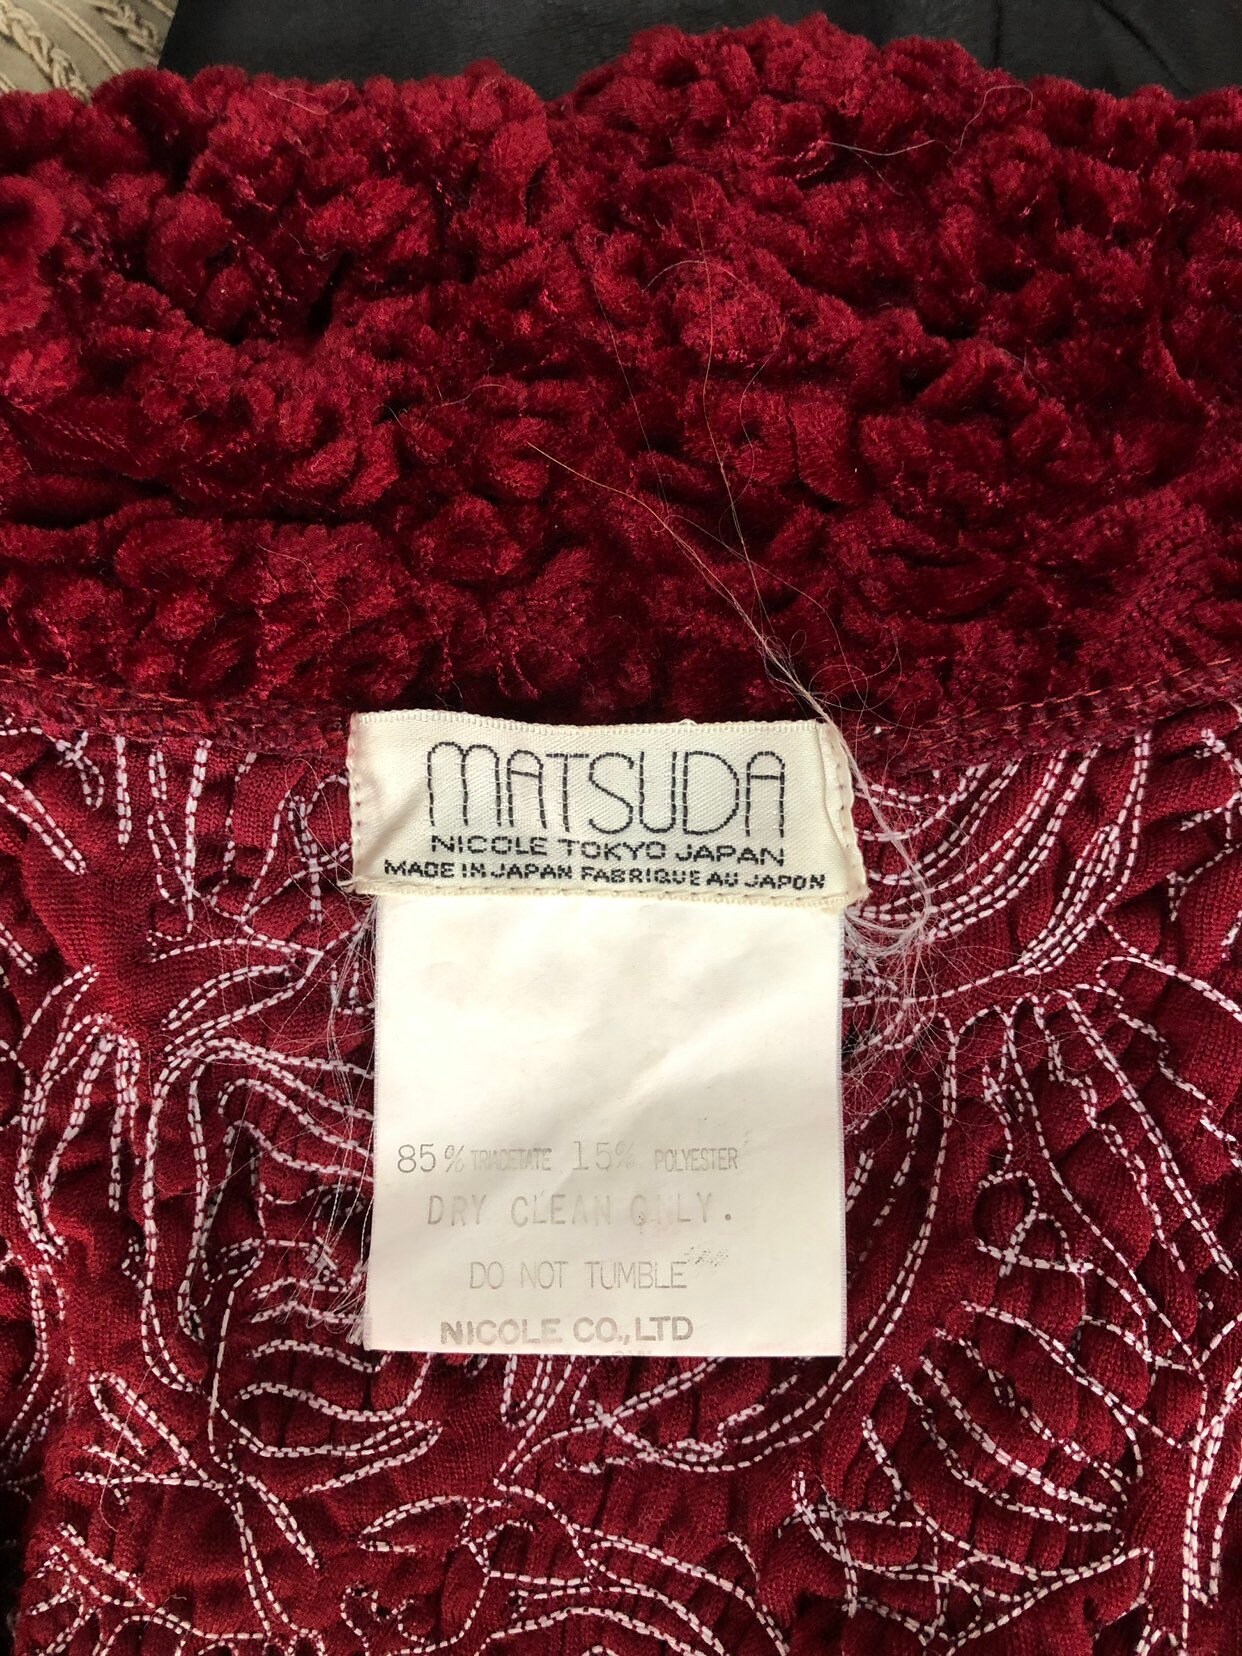 MATSUDA
NICOLE TOKYO JAPAN
MADE IN JAPAN FABRIQUE AU JAPON
85% TRIACETATE 15% POLYESTER
DRY CLEAN ONLY.
DO NOT TUMBLE
NICOLE CO.,LTD